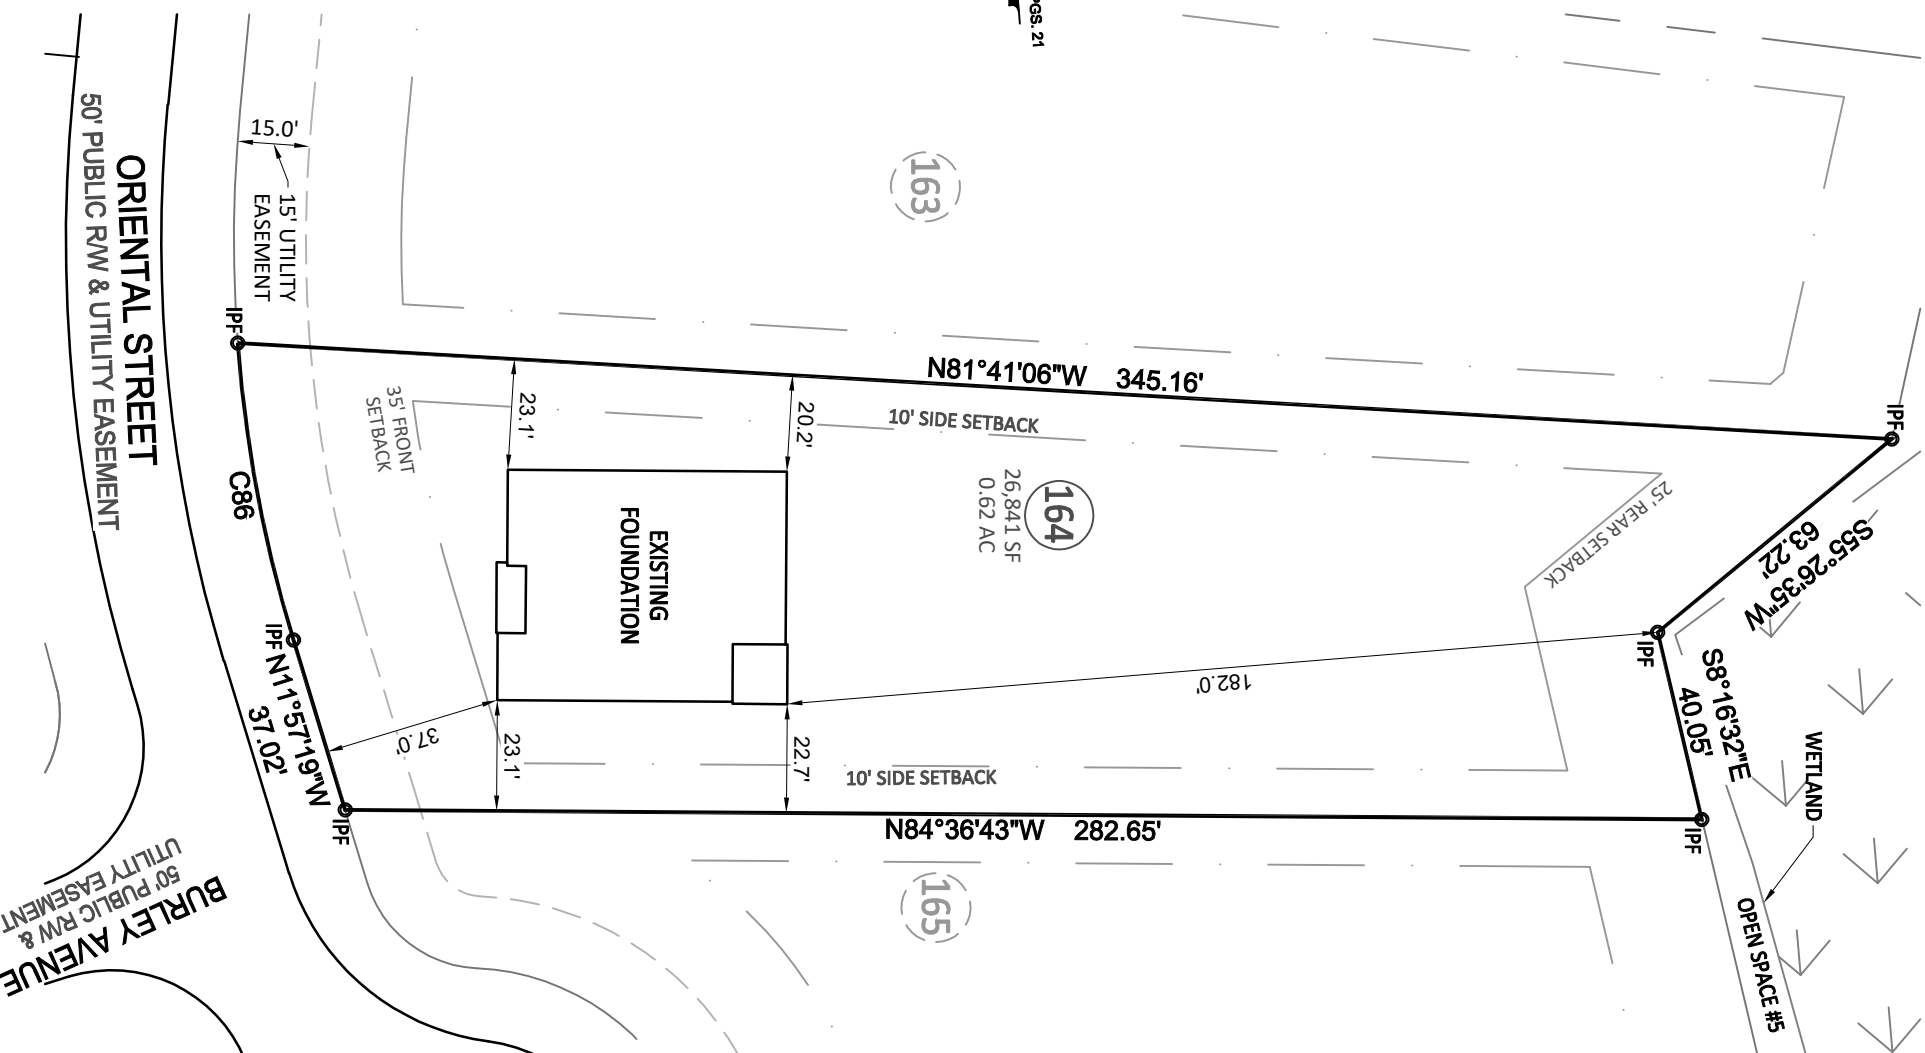 PGS. 21
ORIENTAL STREET
50' PUBLIC R/W & UTILITY EASEMENT
15.0'
15' UTILITY
EASEMENT
163
IPF
N81°41'06"W 345.16'
IPF
35' FRONT
SETBACK
23.1'
20.2'
10' SIDE SETBACK
164
26,841 SF
0.62 AC
25' REAR SETBACK
S55°26'35"W
63.22'
C86
EXISTING
FOUNDATION
IPF
IPF
N11°57'19"W
37.02'
37.0'
182.0'
S8°16'32"E
40.05'
WETLAND
23.1'
22.7'
10' SIDE SETBACK
IPF
N84°36'43"W 282.65'
IPF
165
OPEN SPACE #5
BURLEY AVENUE
50' PUBLIC R/W &
UTILITY EASEMENT